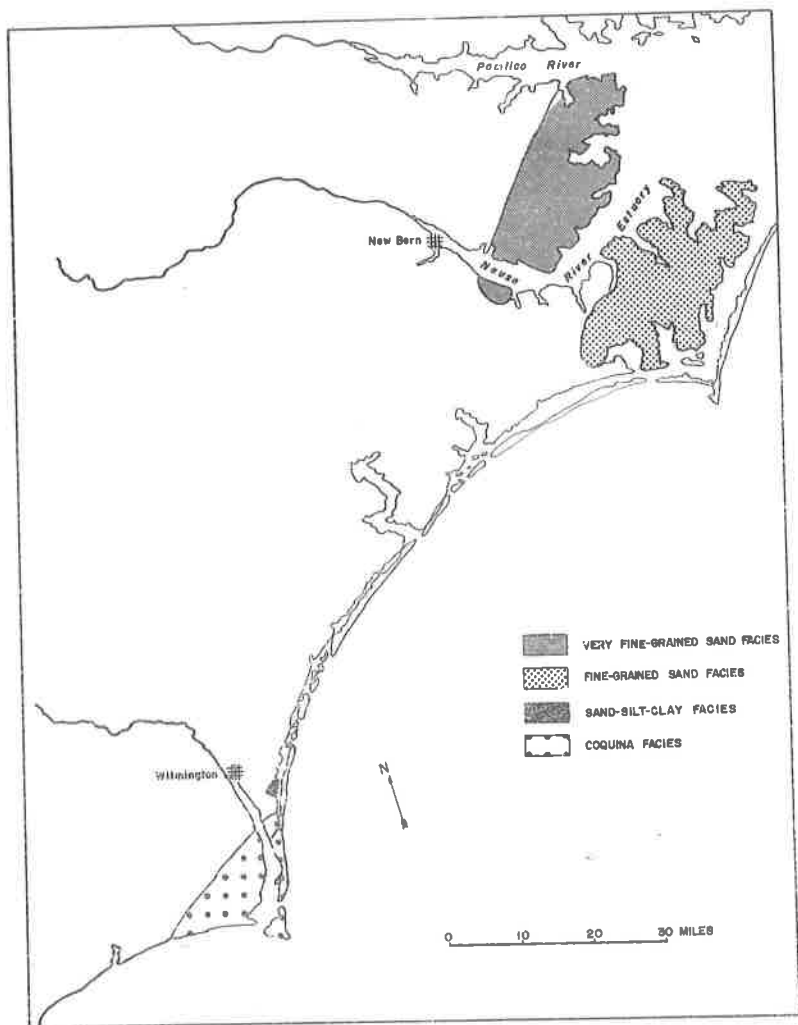 Pacilico River
New Bern
Neuse River Estuary
VERY FINE-GRAINED SAND FACIES
FINE-GRAINED SAND FACIES
SAND-SILT-CLAY FACIES
COQUINA FACIES
Wilmington
N
0 10 20 30 MILES